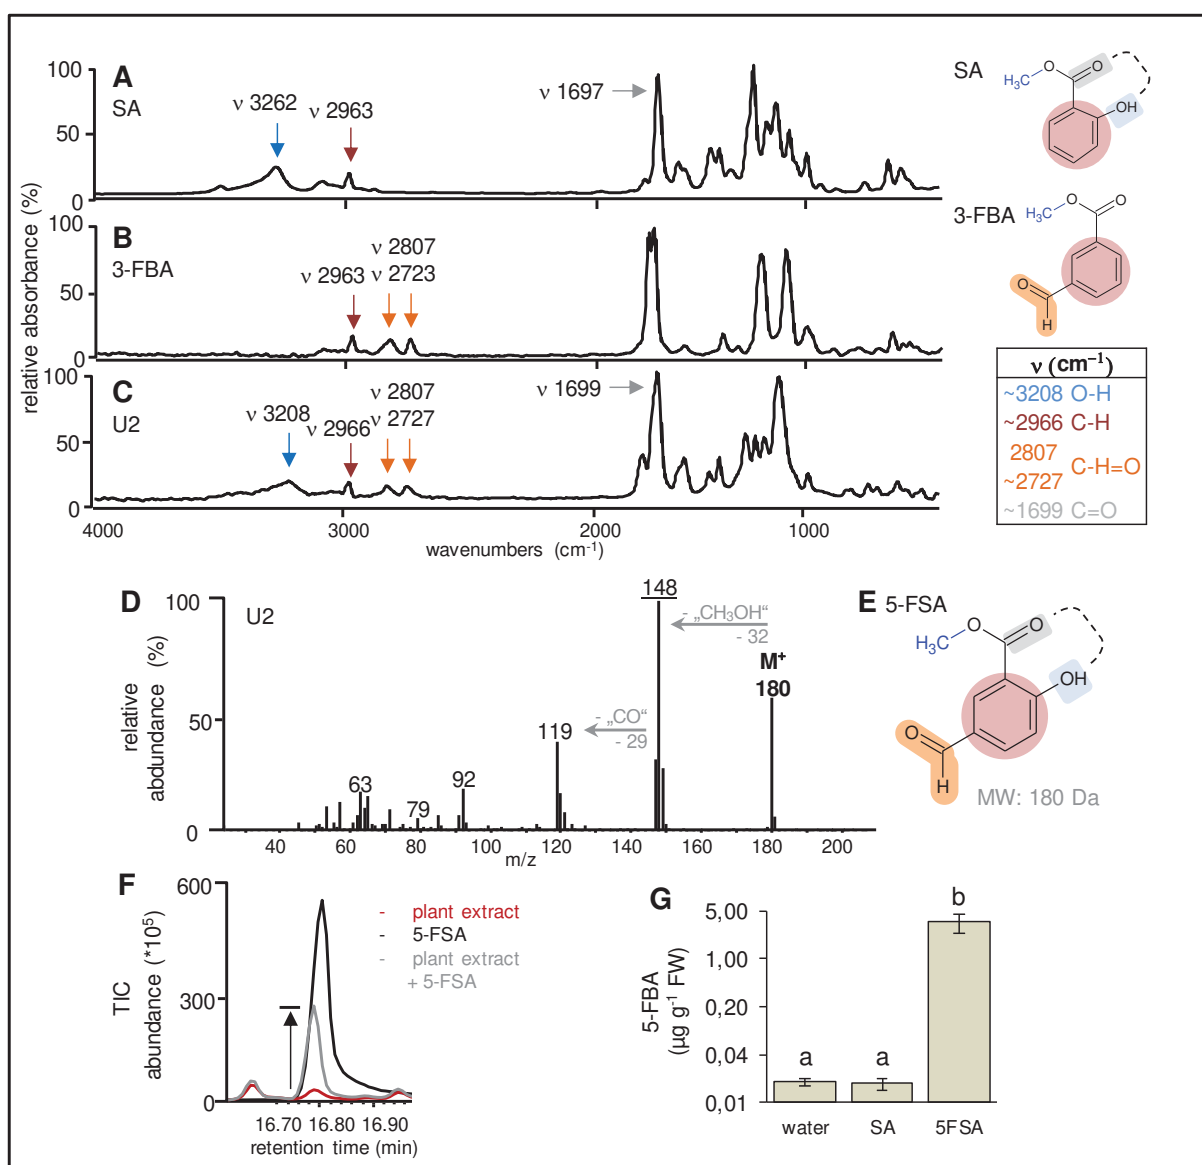 A
SA
100
50
0
ν 3262
ν 2963
ν 1697
SA
H₃C
O
O
OH
B
3-FBA
100
50
0
ν 2963
ν 2807
ν 2723
3-FBA
H₃C
O
O
O
H
relative absorbance (%)
C
U2
100
50
0
ν 3208
ν 2966
ν 2807
ν 2727
ν 1699
4000
3000
2000
1000
wavenumbers (cm⁻¹)
ν (cm⁻¹)
~3208 O-H
~2966 C-H
2807
C-H=O
~2727
~1699 C=O
D
U2
100
50
0
relative
abdundance (%)
148
- „CH₃OH“
- 32
M⁺
180
- „CO“
- 29
119
92
79
63
40 60 80 100 120 140 160 180 200
m/z
E
5-FSA
H₃C
O
O
OH
O
H
MW: 180 Da
F
600
300
0
TIC
abundance (*10⁵)
- plant extract
- 5-FSA
- plant extract
+ 5-FSA
16.70 16.80 16.90
retention time (min)
G
5-FBA
(µg g⁻¹ FW)
5,00
1,00
0,20
0,04
0,01
a
a
b
water SA 5FSA